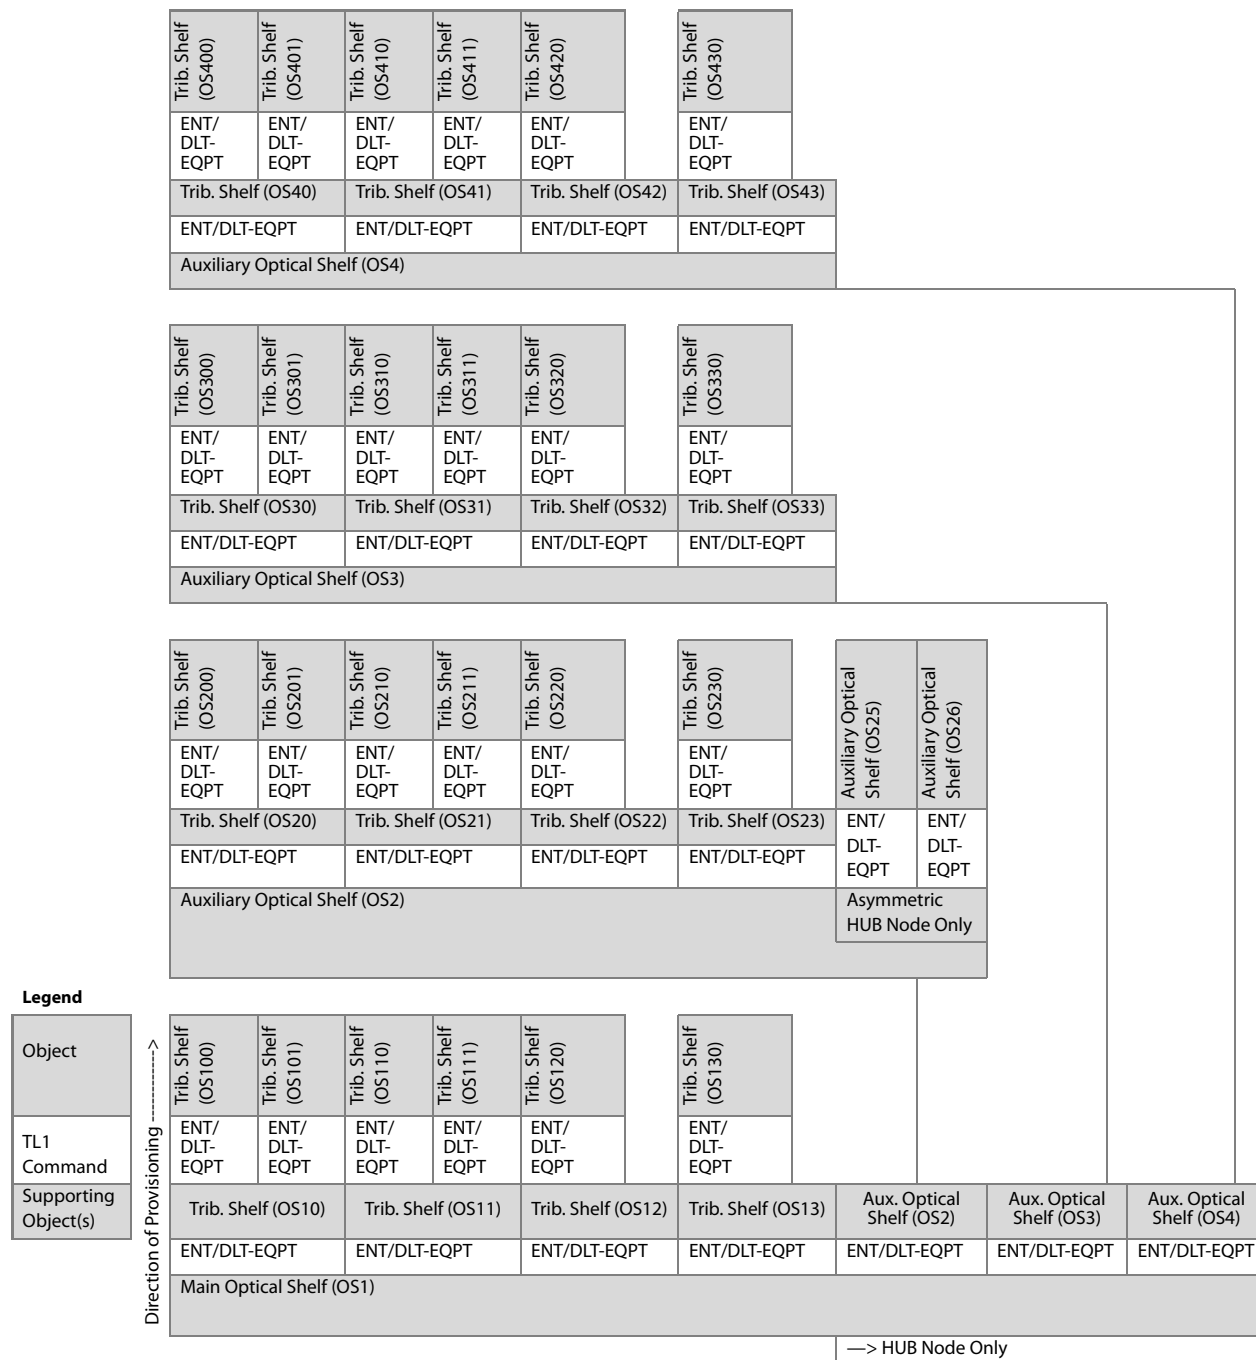 Trib. Shelf
(OS400)
Trib. Shelf
(OS401)
Trib. Shelf
(OS410)
Trib. Shelf
(OS411)
Trib. Shelf
(OS420)
Trib. Shelf
(OS430)
ENT/
DLT-
EQPT
ENT/
DLT-
EQPT
ENT/
DLT-
EQPT
ENT/
DLT-
EQPT
ENT/
DLT-
EQPT
ENT/
DLT-
EQPT
Trib. Shelf (OS40)
Trib. Shelf (OS41)
Trib. Shelf (OS42)
Trib. Shelf (OS43)
ENT/DLT-EQPT
ENT/DLT-EQPT
ENT/DLT-EQPT
ENT/DLT-EQPT
Auxiliary Optical Shelf (OS4)
Trib. Shelf
(OS300)
Trib. Shelf
(OS301)
Trib. Shelf
(OS310)
Trib. Shelf
(OS311)
Trib. Shelf
(OS320)
Trib. Shelf
(OS330)
ENT/
DLT-
EQPT
ENT/
DLT-
EQPT
ENT/
DLT-
EQPT
ENT/
DLT-
EQPT
ENT/
DLT-
EQPT
ENT/
DLT-
EQPT
Trib. Shelf (OS30)
Trib. Shelf (OS31)
Trib. Shelf (OS32)
Trib. Shelf (OS33)
ENT/DLT-EQPT
ENT/DLT-EQPT
ENT/DLT-EQPT
ENT/DLT-EQPT
Auxiliary Optical Shelf (OS3)
Trib. Shelf
(OS200)
Trib. Shelf
(OS201)
Trib. Shelf
(OS210)
Trib. Shelf
(OS211)
Trib. Shelf
(OS220)
Trib. Shelf
(OS230)
Auxiliary Optical
Shelf (OS25)
Auxiliary Optical
Shelf (OS26)
ENT/
DLT-
EQPT
ENT/
DLT-
EQPT
ENT/
DLT-
EQPT
ENT/
DLT-
EQPT
ENT/
DLT-
EQPT
ENT/
DLT-
EQPT
Trib. Shelf (OS20)
Trib. Shelf (OS21)
Trib. Shelf (OS22)
Trib. Shelf (OS23)
ENT/
DLT-
EQPT
ENT/
DLT-
EQPT
ENT/DLT-EQPT
ENT/DLT-EQPT
ENT/DLT-EQPT
ENT/DLT-EQPT
Auxiliary Optical Shelf (OS2)
Asymmetric
HUB Node Only
Legend
Object
TL1
Command
Supporting
Object(s)
Direction of Provisioning ------------>
Trib. Shelf
(OS100)
Trib. Shelf
(OS101)
Trib. Shelf
(OS110)
Trib. Shelf
(OS111)
Trib. Shelf
(OS120)
Trib. Shelf
(OS130)
ENT/
DLT-
EQPT
ENT/
DLT-
EQPT
ENT/
DLT-
EQPT
ENT/
DLT-
EQPT
ENT/
DLT-
EQPT
ENT/
DLT-
EQPT
Trib. Shelf (OS10)
Trib. Shelf (OS11)
Trib. Shelf (OS12)
Trib. Shelf (OS13)
Aux. Optical
Shelf (OS2)
Aux. Optical
Shelf (OS3)
Aux. Optical
Shelf (OS4)
ENT/DLT-EQPT
ENT/DLT-EQPT
ENT/DLT-EQPT
ENT/DLT-EQPT
ENT/DLT-EQPT
ENT/DLT-EQPT
ENT/DLT-EQPT
Main Optical Shelf (OS1)
—> HUB Node Only